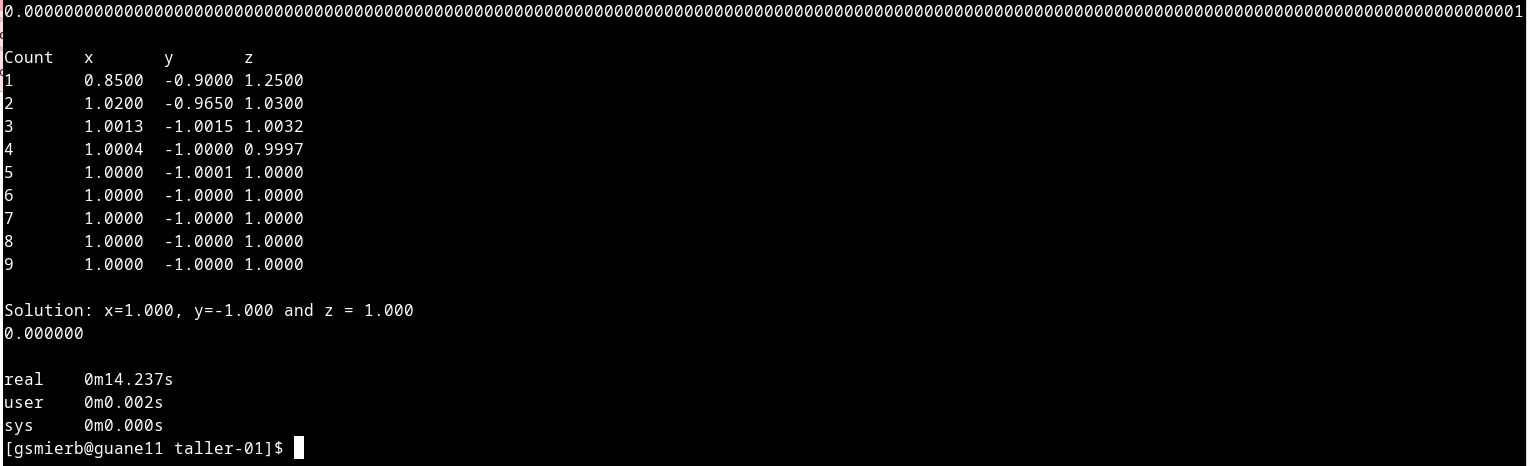 0.000000000000000000000000000000000000000000000000000000000000000000000000000000000000000000000000000000000000000000000000000000000000000000000000000000000000001
Count x y z
1 0.8500 -0.9000 1.2500
2 1.0200 -0.9650 1.0300
3 1.0013 -1.0015 1.0032
4 1.0004 -1.0000 0.9997
5 1.0000 -1.0001 1.0000
6 1.0000 -1.0000 1.0000
7 1.0000 -1.0000 1.0000
8 1.0000 -1.0000 1.0000
9 1.0000 -1.0000 1.0000
Solution: x=1.000, y=-1.000 and z = 1.000
0.000000
real 0m14.237s
user 0m0.002s
sys 0m0.000s
[gsmierb@guane11 taller-01]$